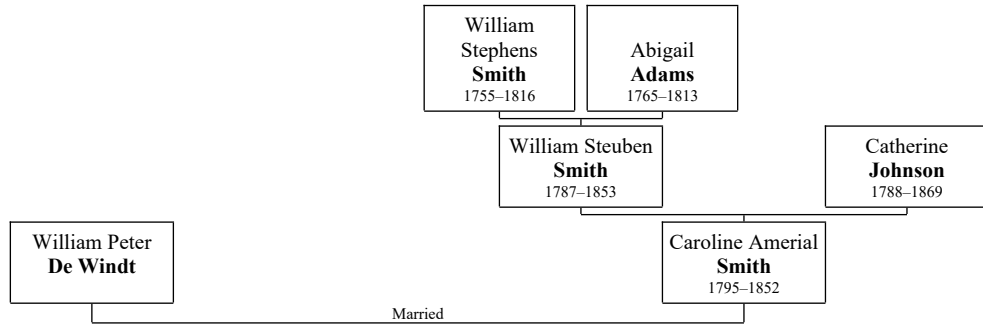 William
Stephens
Smith
1755–1816
Abigail
Adams
1765–1813
William Steuben
Smith
1787–1853
Catherine
Johnson
1788–1869
William Peter
De Windt
Caroline Amerial
Smith
1795–1852
Married